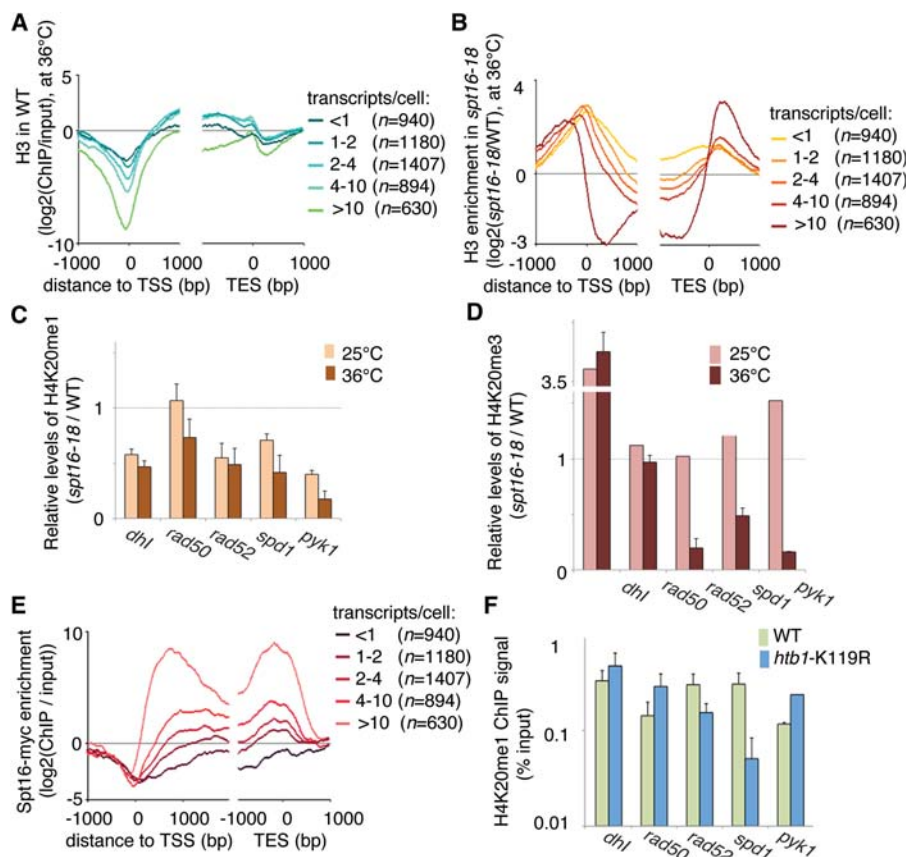 A
H3 in WT
(log2(ChIP/input), at 36°C)
5
0
-10
-1000 0 1000
distance to TSS (bp)
0 1000
TES (bp)
transcripts/cell:
<1 (n=940)
1-2 (n=1180)
2-4 (n=1407)
4-10 (n=894)
>10 (n=630)
B
H3 enrichment in spt16-18
(log2(spt16-18/WT), at 36°C)
4
0
-3
-1000 0 1000
distance to TSS (bp)
0 1000
TES (bp)
transcripts/cell:
<1 (n=940)
1-2 (n=1180)
2-4 (n=1407)
4-10 (n=894)
>10 (n=630)
C
Relative levels of H4K20me1
(spt16-18 / WT)
25°C
36°C
1
0
dhI
rad50
rad52
spd1
pyk1
D
Relative levels of H4K20me3
(spt16-18 / WT)
25°C
36°C
3.5
1
0
dhI
rad50
rad52
spd1
pyk1
E
Spt16-myc enrichment
(log2(ChIP / input))
10
0
-5
-1000 0 1000
distance to TSS (bp)
-1000 0 1000
TES (bp)
transcripts/cell:
<1 (n=940)
1-2 (n=1180)
2-4 (n=1407)
4-10 (n=894)
>10 (n=630)
F
H4K20me1 ChIP signal
(% input)
WT
htb1-K119R
1
0.1
0.01
dhI
rad50
rad52
spd1
pyk1